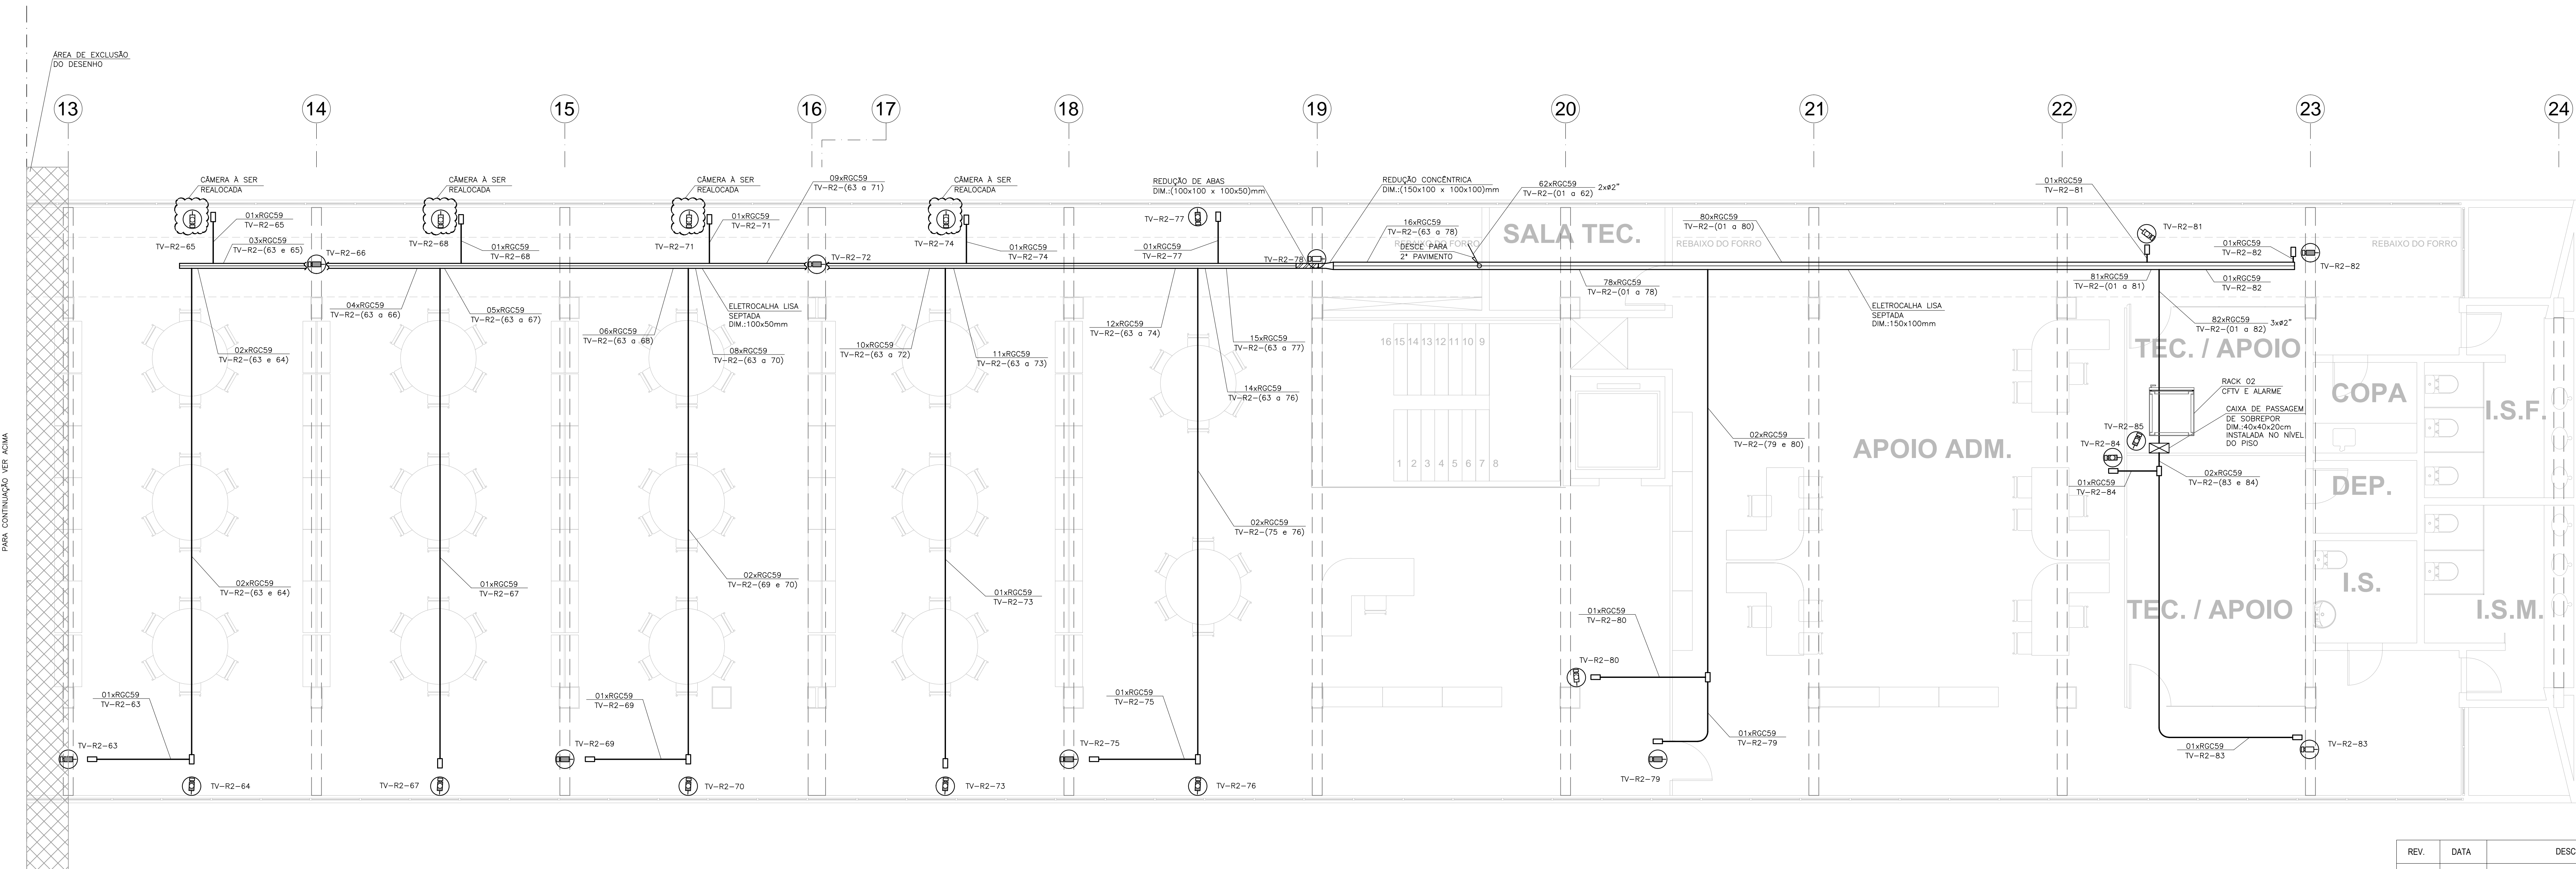 ÁREA DE EXCLUSÃO
DO DESENHO
13
14
15
16
17
18
19
20
21
22
23
24
CÂMERA À SER
REALOCADA
CÂMERA À SER
REALOCADA
CÂMERA À SER
REALOCADA
09xRGC59
TV-R2-(63 a 71)
CÂMERA À SER
REALOCADA
REDUÇÃO DE ABAS
DIM.:(100x100 x 100x50)mm
REDUÇÃO CONCÊNTRICA
DIM.:(150x100 x 100x100)mm
62xRGC59
TV-R2-(01 a 62)
2xø2"
01xRGC59
TV-R2-81
TV-R2-65
01xRGC59
TV-R2-65
03xRGC59
TV-R2-(63 e 65)
TV-R2-66
TV-R2-68
01xRGC59
TV-R2-68
TV-R2-71
01xRGC59
TV-R2-71
TV-R2-72
TV-R2-74
01xRGC59
TV-R2-74
TV-R2-77
01xRGC59
TV-R2-77
TV-R2-78
16xRGC59
TV-R2-(63 a 78)
REBAIXO DO FORRO
DESCE PARA
2° PAVIMENTO
SALA TEC.
80xRGC59
TV-R2-(01 a 80)
REBAIXO DO FORRO
TV-R2-81
01xRGC59
TV-R2-82
TV-R2-82
REBAIXO DO FORRO
04xRGC59
TV-R2-(63 a 66)
05xRGC59
TV-R2-(63 a 67)
06xRGC59
TV-R2-(63 a 68)
ELETROCALHA LISA
SEPTADA
DIM.:100x50mm
08xRGC59
TV-R2-(63 a 70)
10xRGC59
TV-R2-(63 a 72)
11xRGC59
TV-R2-(63 a 73)
12xRGC59
TV-R2-(63 a 74)
15xRGC59
TV-R2-(63 a 77)
14xRGC59
TV-R2-(63 a 76)
78xRGC59
TV-R2-(01 a 78)
ELETROCALHA LISA
SEPTADA
DIM.:150x100mm
81xRGC59
TV-R2-(01 a 81)
01xRGC59
TV-R2-82
82xRGC59
TV-R2-(01 a 82)
3xø2"
02xRGC59
TV-R2-(63 e 64)
16 15 14 13 12 11 10 9
1 2 3 4 5 6 7 8
TEC. / APOIO
RACK 02
CFTV E ALARME
CAIXA DE PASSAGEM
DE SOBREPOR
DIM.:40x40x20cm
INSTALADA NO NÍVEL
DO PISO
COPA
I.S.F.
02xRGC59
TV-R2-(79 e 80)
APOIO ADM.
TV-R2-85
TV-R2-84
01xRGC59
TV-R2-84
02xRGC59
TV-R2-(83 e 84)
DEP.
PARA CONTINUAÇÃO VER ACIMA
02xRGC59
TV-R2-(63 e 64)
01xRGC59
TV-R2-67
02xRGC59
TV-R2-(69 e 70)
01xRGC59
TV-R2-73
02xRGC59
TV-R2-(75 e 76)
I.S.
TEC. / APOIO
I.S.M.
01xRGC59
TV-R2-80
TV-R2-80
01xRGC59
TV-R2-63
01xRGC59
TV-R2-69
01xRGC59
TV-R2-75
01xRGC59
TV-R2-79
TV-R2-63
TV-R2-69
TV-R2-75
TV-R2-79
01xRGC59
TV-R2-83
TV-R2-83
TV-R2-64
TV-R2-67
TV-R2-70
TV-R2-73
TV-R2-76
REV. DATA DESC